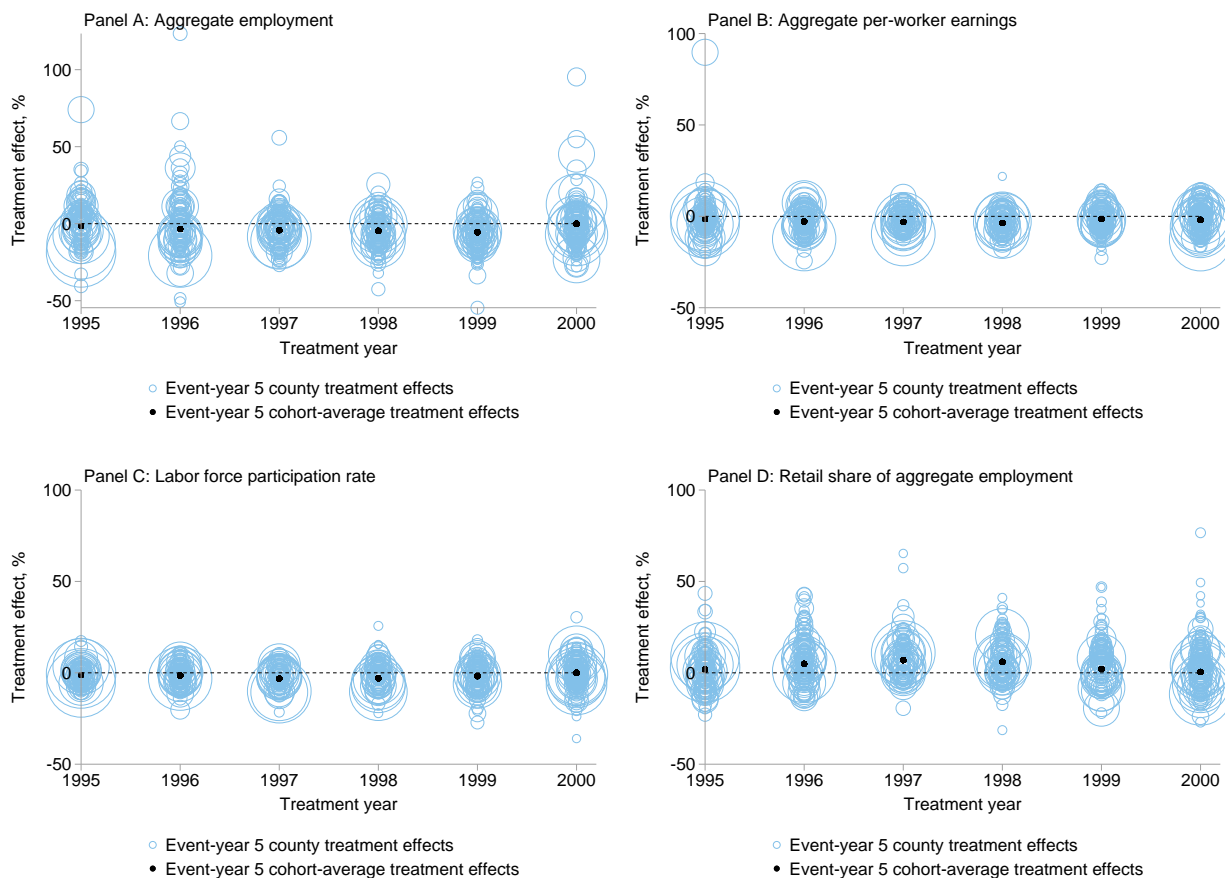 Panel A: Aggregate employment
Treatment effect, %
100
50
0
-50
1995 1996 1997 1998 1999 2000
Treatment year
Event-year 5 county treatment effects
Event-year 5 cohort-average treatment effects
Panel B: Aggregate per-worker earnings
Treatment effect, %
100
50
0
-50
1995 1996 1997 1998 1999 2000
Treatment year
Event-year 5 county treatment effects
Event-year 5 cohort-average treatment effects
Panel C: Labor force participation rate
Treatment effect, %
100
50
0
-50
1995 1996 1997 1998 1999 2000
Treatment year
Event-year 5 county treatment effects
Event-year 5 cohort-average treatment effects
Panel D: Retail share of aggregate employment
Treatment effect, %
100
50
0
-50
1995 1996 1997 1998 1999 2000
Treatment year
Event-year 5 county treatment effects
Event-year 5 cohort-average treatment effects